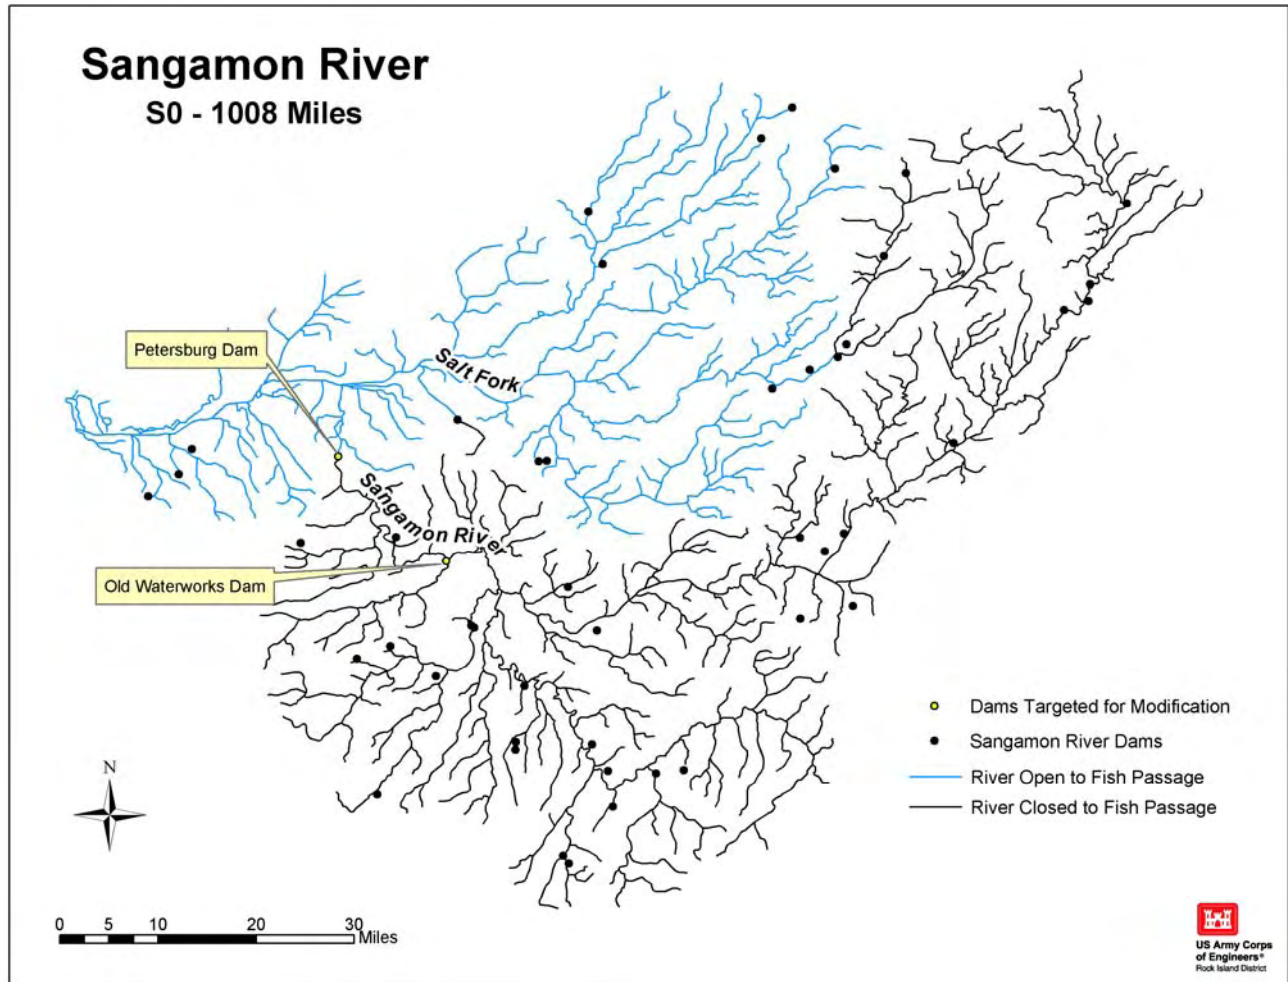 Sangamon River
S0 - 1008 Miles
Petersburg Dam
Salt Fork
Sangamon River
Old Waterworks Dam
Dams Targeted for Modification
Sangamon River Dams
River Open to Fish Passage
River Closed to Fish Passage
N
0 5 10 20 30
Miles
US Army Corps
of Engineers®
Rock Island District